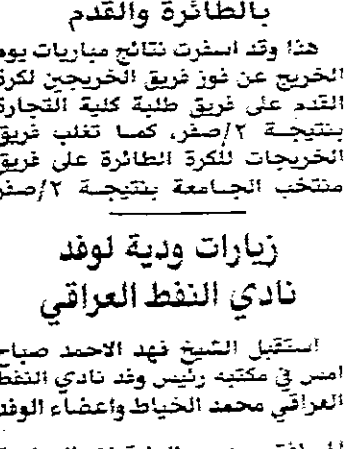 بالطائرة والقدم
هذا وقد اسفرت نتائج مباريات يوم
الخريج عن فوز فريق الخريجين لكرة
القدم على فريق طلبة كلية التجارة
بنتيجة ٢/صفر، كما تغلب فريق
الخريجات للكرة الطائرة على فريق
منتخب الجامعة بنتيجة ٢/صفر
زيارات ودية لوفد
نادي النفط العراقي
استقبل الشيخ فهد الاحمد صباح
امس في مكتبه رئيس وفد نادي النفط
العراقي محمد الخياط واعضاء الوفد